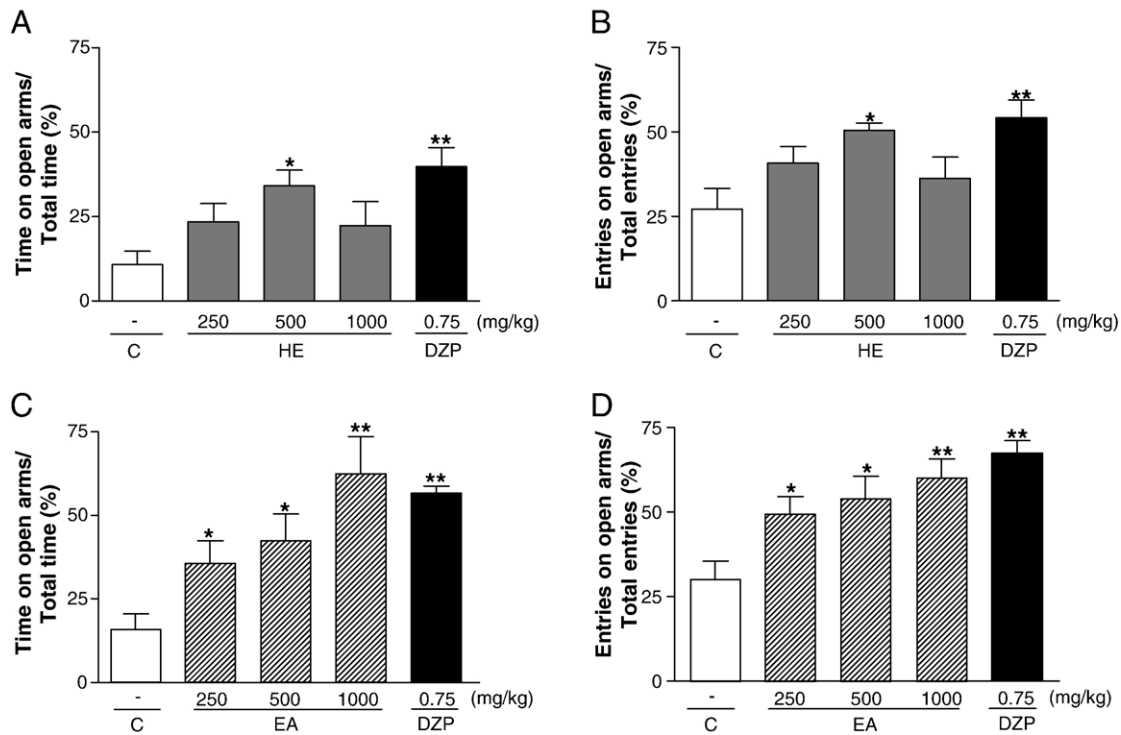 A
Time on open arms/
Total time (%)
75
50
25
0
*
**
- 250 500 1000 0.75 (mg/kg)
C HE DZP
B
Entries on open arms/
Total entries (%)
75
50
25
0
*
**
- 250 500 1000 0.75 (mg/kg)
C HE DZP
C
Time on open arms/
Total time (%)
75
50
25
0
*
*
**
**
- 250 500 1000 0.75 (mg/kg)
C EA DZP
D
Entries on open arms/
Total entries (%)
75
50
25
0
*
*
**
**
- 250 500 1000 0.75 (mg/kg)
C EA DZP